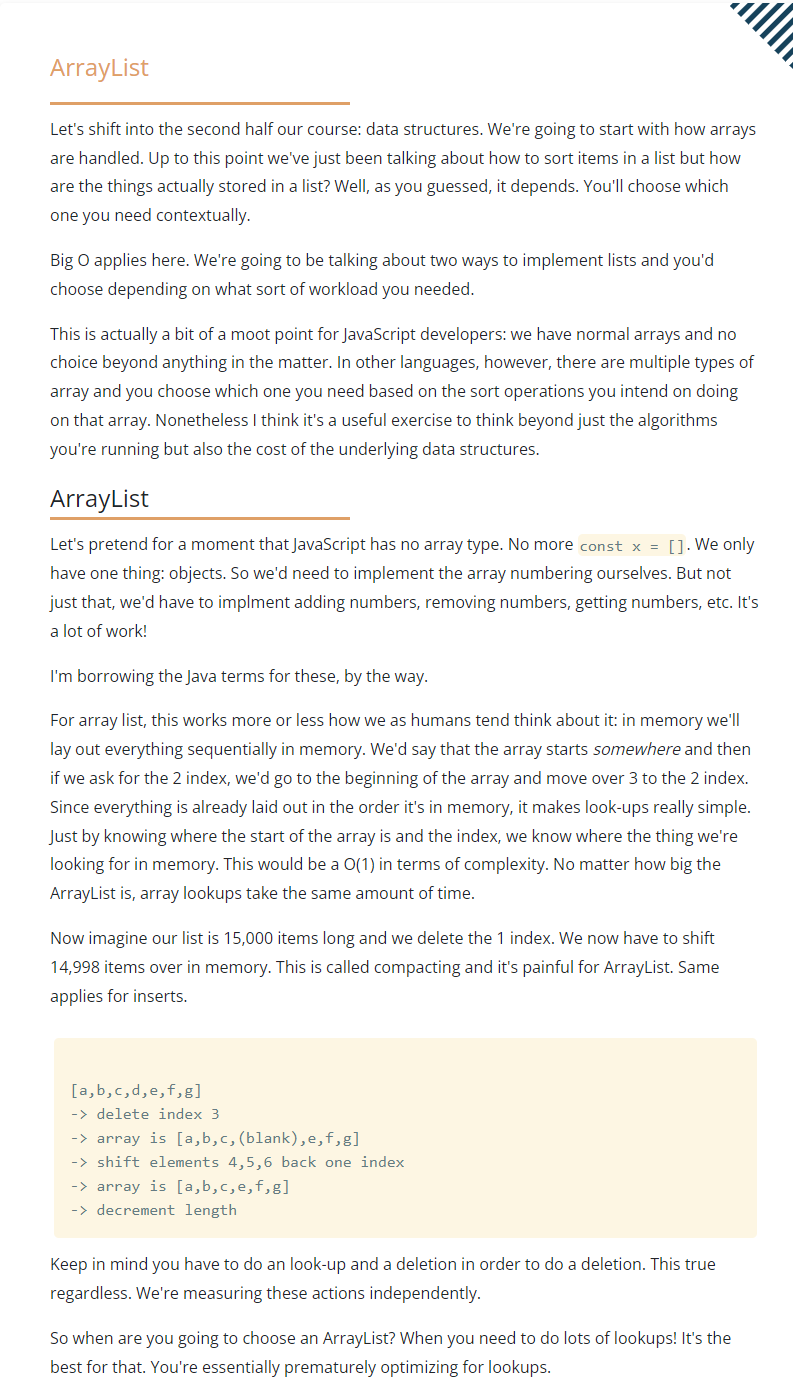 ArrayList
Let's shift into the second half our course: data structures. We're going to start with how arrays
are handled. Up to this point we've just been talking about how to sort items in a list but how
are the things actually stored in a list? Well, as you guessed, it depends. You'll choose which
one you need contextually.
Big O applies here. We're going to be talking about two ways to implement lists and you'd
choose depending on what sort of workload you needed.
This is actually a bit of a moot point for JavaScript developers: we have normal arrays and no
choice beyond anything in the matter. In other languages, however, there are multiple types of
array and you choose which one you need based on the sort operations you intend on doing
on that array. Nonetheless I think it's a useful exercise to think beyond just the algorithms
you're running but also the cost of the underlying data structures.
ArrayList
Let's pretend for a moment that JavaScript has no array type. No more const x = []. We only
have one thing: objects. So we'd need to implement the array numbering ourselves. But not
just that, we'd have to implment adding numbers, removing numbers, getting numbers, etc. It's
a lot of work!
I'm borrowing the Java terms for these, by the way.
For array list, this works more or less how we as humans tend think about it: in memory we'll
lay out everything sequentially in memory. We'd say that the array starts somewhere and then
if we ask for the 2 index, we'd go to the beginning of the array and move over 3 to the 2 index.
Since everything is already laid out in the order it's in memory, it makes look-ups really simple.
Just by knowing where the start of the array is and the index, we know where the thing we're
looking for in memory. This would be a O(1) in terms of complexity. No matter how big the
ArrayList is, array lookups take the same amount of time.
Now imagine our list is 15,000 items long and we delete the 1 index. We now have to shift
14,998 items over in memory. This is called compacting and it's painful for ArrayList. Same
applies for inserts.
[a,b,c,d,e,f,g]
-> delete index 3
-> array is [a,b,c,(blank),e,f,g]
-> shift elements 4,5,6 back one index
-> array is [a,b,c,e,f,g]
-> decrement length
Keep in mind you have to do an look-up and a deletion in order to do a deletion. This true
regardless. We're measuring these actions independently.
So when are you going to choose an ArrayList? When you need to do lots of lookups! It's the
best for that. You're essentially prematurely optimizing for lookups.